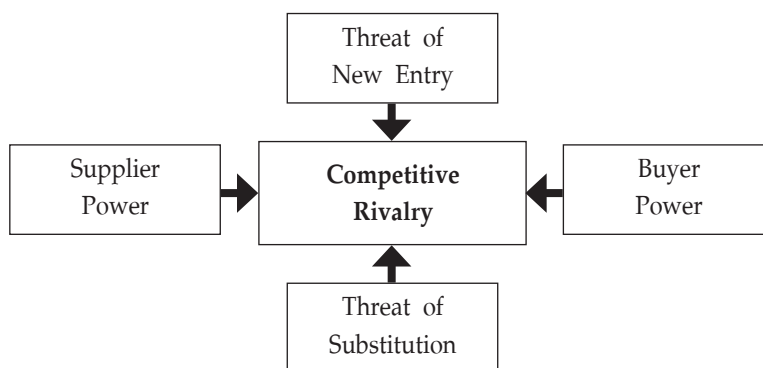 Threat of
New Entry
Supplier
Power
Competitive
Rivalry
Buyer
Power
Threat of
Substitution